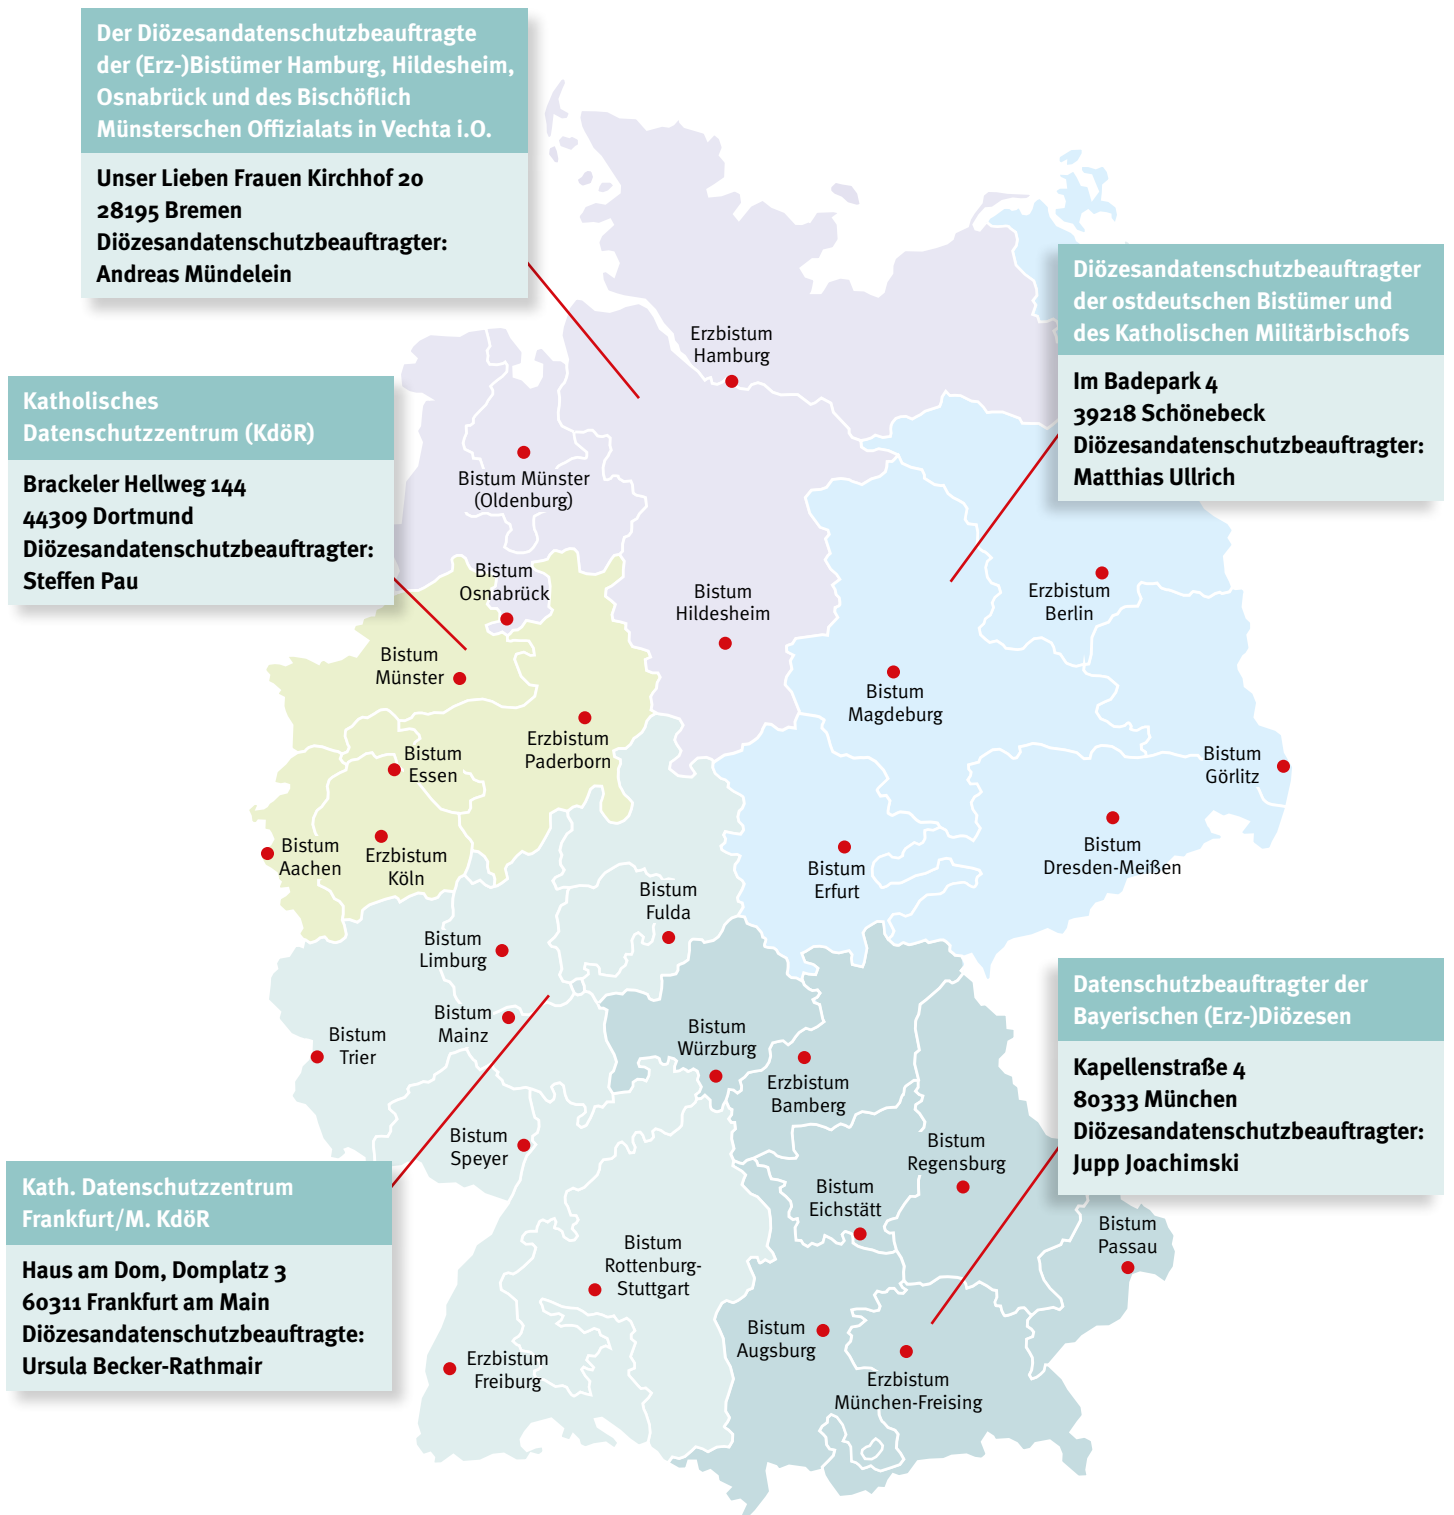 Der Diözesandatenschutzbeauftragte
der (Erz-)Bistümer Hamburg, Hildesheim,
Osnabrück und des Bischöflich
Münsterschen Offizialats in Vechta i.O.
Unser Lieben Frauen Kirchhof 20
28195 Bremen
Diözesandatenschutzbeauftragter:
Andreas Mündelein
Diözesandatenschutzbeauftragter
der ostdeutschen Bistümer und
des Katholischen Militärbischofs
Im Badepark 4
39218 Schönebeck
Diözesandatenschutzbeauftragter:
Matthias Ullrich
Katholisches
Datenschutzzentrum (KdöR)
Brackeler Hellweg 144
44309 Dortmund
Diözesandatenschutzbeauftragter:
Steffen Pau
Erzbistum
Hamburg
Bistum Münster
(Oldenburg)
Bistum
Osnabrück
Bistum
Hildesheim
Erzbistum
Berlin
Bistum
Münster
Bistum
Magdeburg
Erzbistum
Paderborn
Bistum
Essen
Bistum
Görlitz
Bistum
Aachen
Erzbistum
Köln
Bistum
Erfurt
Bistum
Dresden-Meißen
Bistum
Fulda
Bistum
Limburg
Bistum
Mainz
Bistum
Trier
Bistum
Würzburg
Erzbistum
Bamberg
Bistum
Speyer
Bistum
Regensburg
Bistum
Eichstätt
Bistum
Passau
Bistum
Rottenburg-
Stuttgart
Bistum
Augsburg
Erzbistum
Freiburg
Erzbistum
München-Freising
Datenschutzbeauftragter der
Bayerischen (Erz-)Diözesen
Kapellenstraße 4
80333 München
Diözesandatenschutzbeauftragter:
Jupp Joachimski
Kath. Datenschutzzentrum
Frankfurt/M. KdöR
Haus am Dom, Domplatz 3
60311 Frankfurt am Main
Diözesandatenschutzbeauftragte:
Ursula Becker-Rathmair